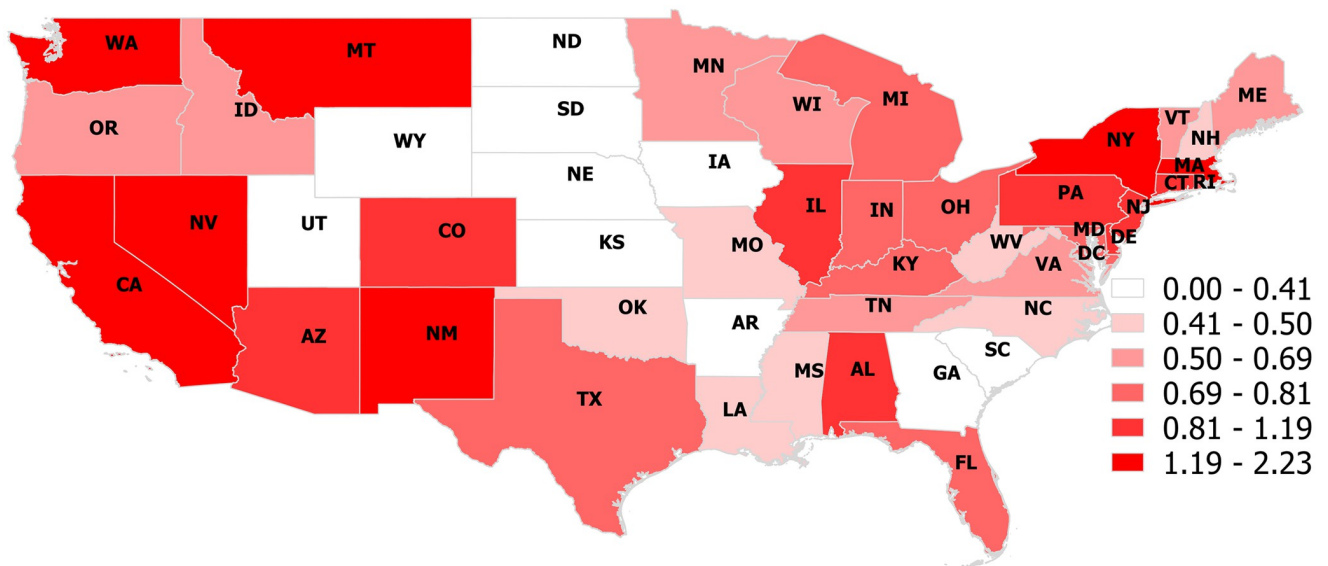 WA
MT
ND
MN
SD
ID
OR
WY
WI
MI
ME
VT
NH
NY
IA
NE
MA
CT RI
PA
NJ
NV
UT
CO
KS
MO
IL
IN
OH
WV
MD
DE
DC
VA
KY
CA
AZ
NM
OK
AR
TN
NC
SC
MS
AL
GA
TX
LA
FL
0.00 - 0.41
0.41 - 0.50
0.50 - 0.69
0.69 - 0.81
0.81 - 1.19
1.19 - 2.23